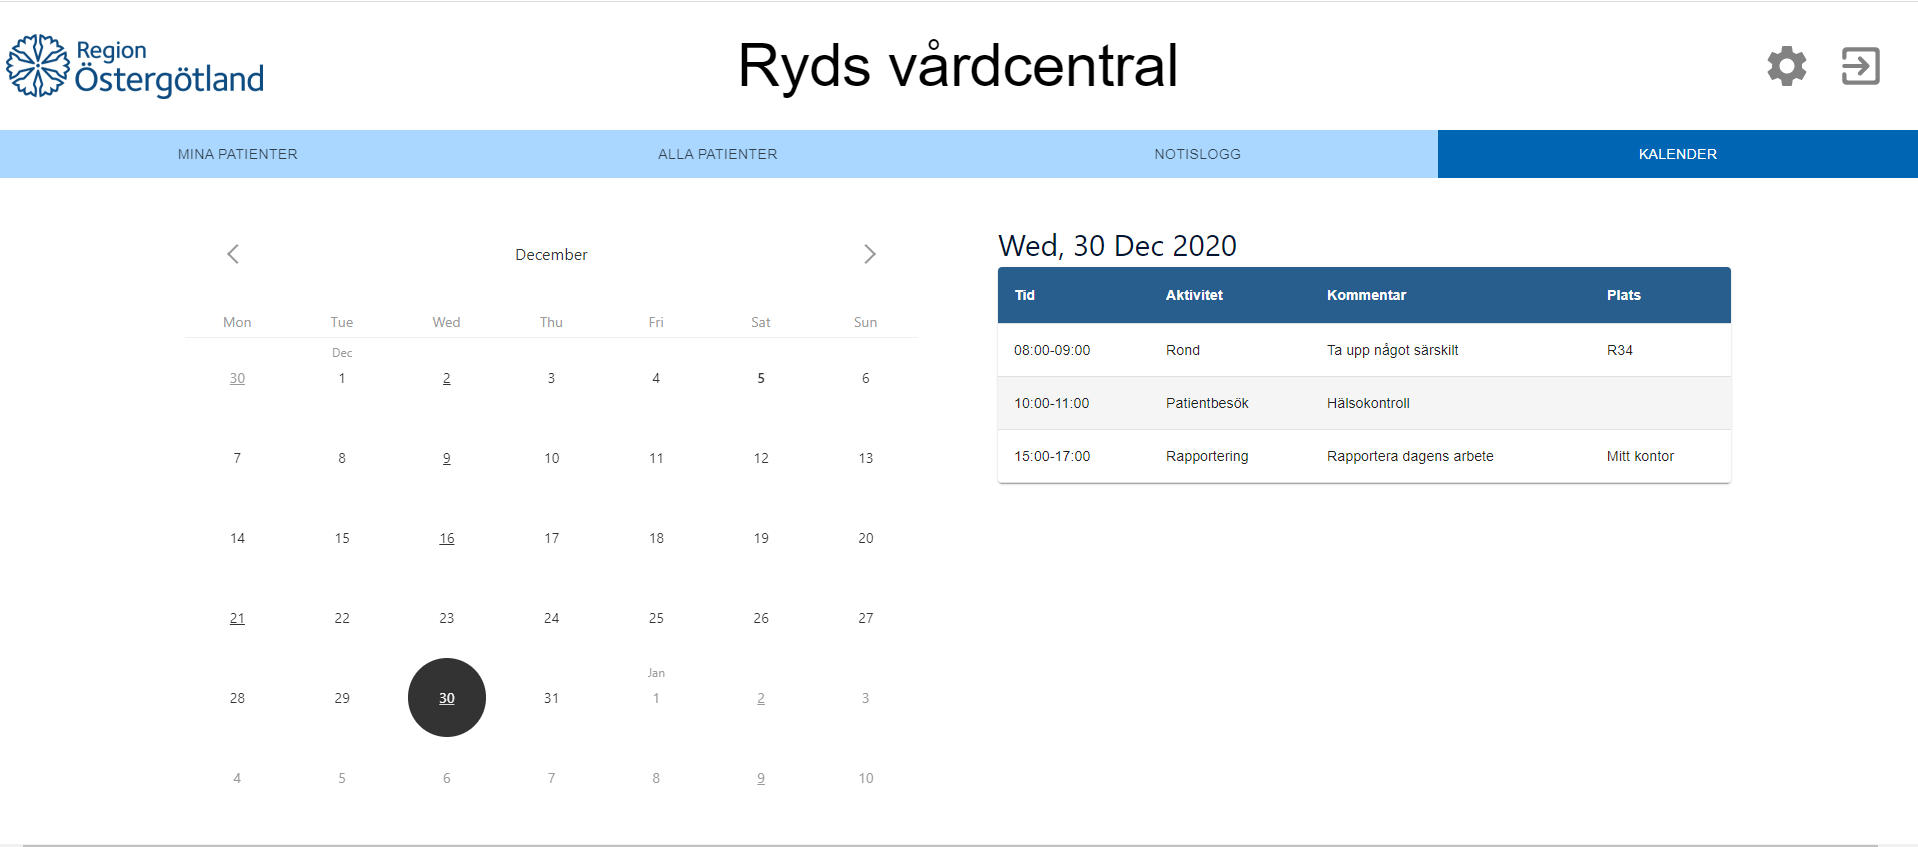 Region
Östergötland
Ryds vårdcentral
MINA PATIENTER ALLA PATIENTER NOTISLOGG KALENDER
December
Mon Tue Wed Thu Fri Sat Sun
Dec
30 1 2 3 4 5 6
7 8 9 10 11 12 13
14 15 16 17 18 19 20
21 22 23 24 25 26 27
Jan
28 29 30 31 1 2 3
4 5 6 7 8 9 10
Wed, 30 Dec 2020
Tid Aktivitet Kommentar Plats
08:00-09:00 Rond Ta upp något särskilt R34
10:00-11:00 Patientbesök Hälsokontroll
15:00-17:00 Rapportering Rapportera dagens arbete Mitt kontor